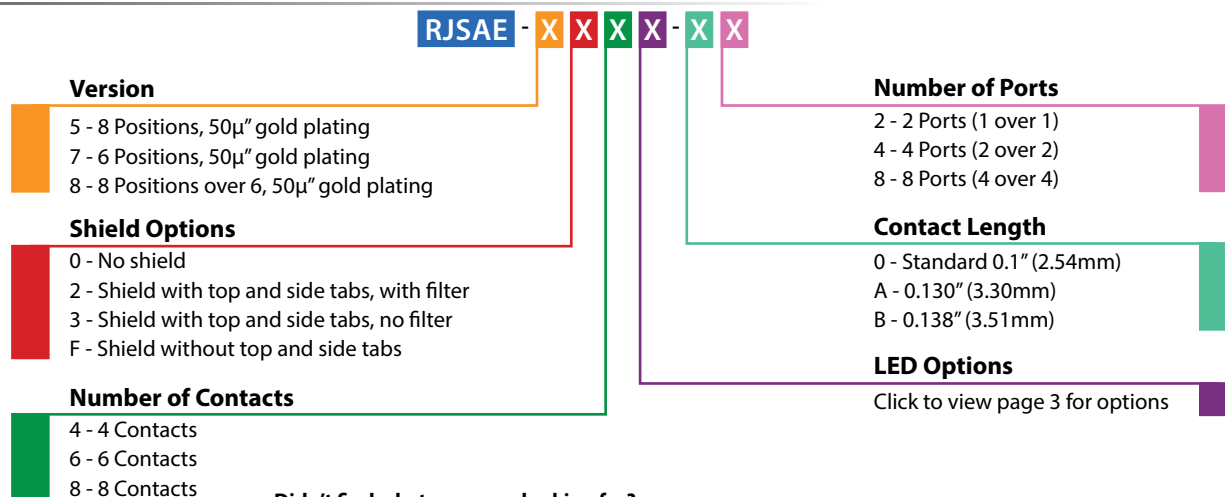 RJSAE - X X X X - X X
Version
5 - 8 Positions, 50µ” gold plating
7 - 6 Positions, 50µ” gold plating
8 - 8 Positions over 6, 50µ” gold plating
Shield Options
0 - No shield
2 - Shield with top and side tabs, with filter
3 - Shield with top and side tabs, no filter
F - Shield without top and side tabs
Number of Contacts
4 - 4 Contacts
6 - 6 Contacts
8 - 8 Contacts
Number of Ports
2 - 2 Ports (1 over 1)
4 - 4 Ports (2 over 2)
8 - 8 Ports (4 over 4)
Contact Length
0 - Standard 0.1” (2.54mm)
A - 0.130” (3.30mm)
B - 0.138” (3.51mm)
LED Options
Click to view page 3 for options